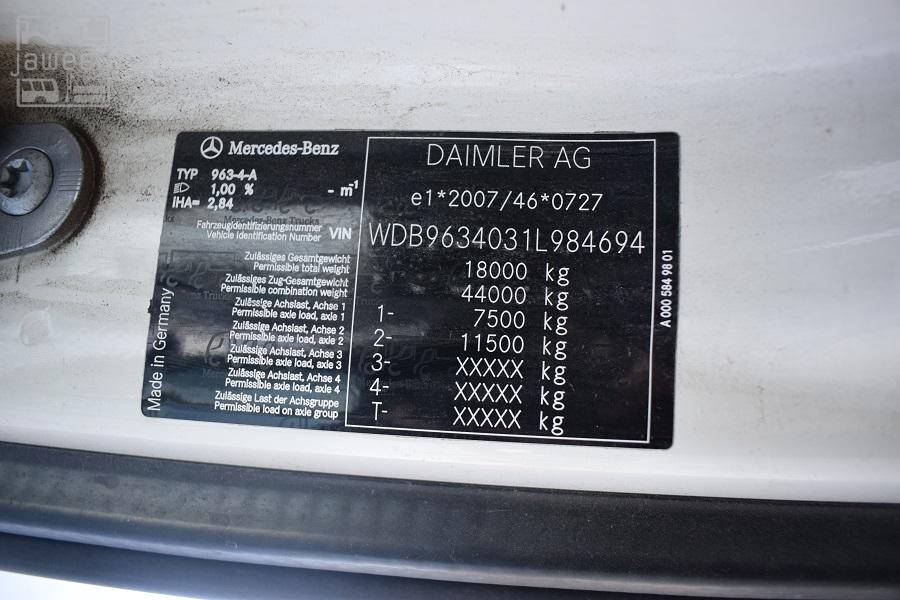 Mercedes-Benz
TYP 963-4-A
1,00 % - m-1
IHA= 2,84
Mercedes-Benz Trucks
Fahrzeugidentifizierungsnummer
Vehicle Identification Number VIN
Zulässiges Gesamtgewicht
Permissible total weight
Zulässiges Zug-Gesamtgewicht
Permissible combination weight
Zulässige Achslast, Achse 1
Permissible axle load, axle 1
Zulässige Achslast, Achse 2
Permissible axle load, axle 2
Zulässige Achslast, Achse 3
Permissible axle load, axle 3
Zulässige Achslast, Achse 4
Permissible axle load, axle 4
Zulässige Last der Achsgruppe
Permissible load on axle group
Made in Germany
DAIMLER AG
e1*2007/46*0727
WDB9634031L984694
18000 kg
44000 kg
1- 7500 kg
2- 11500 kg
3- XXXXX kg
4- XXXXX kg
T- XXXXX kg
A 000 584 98 01